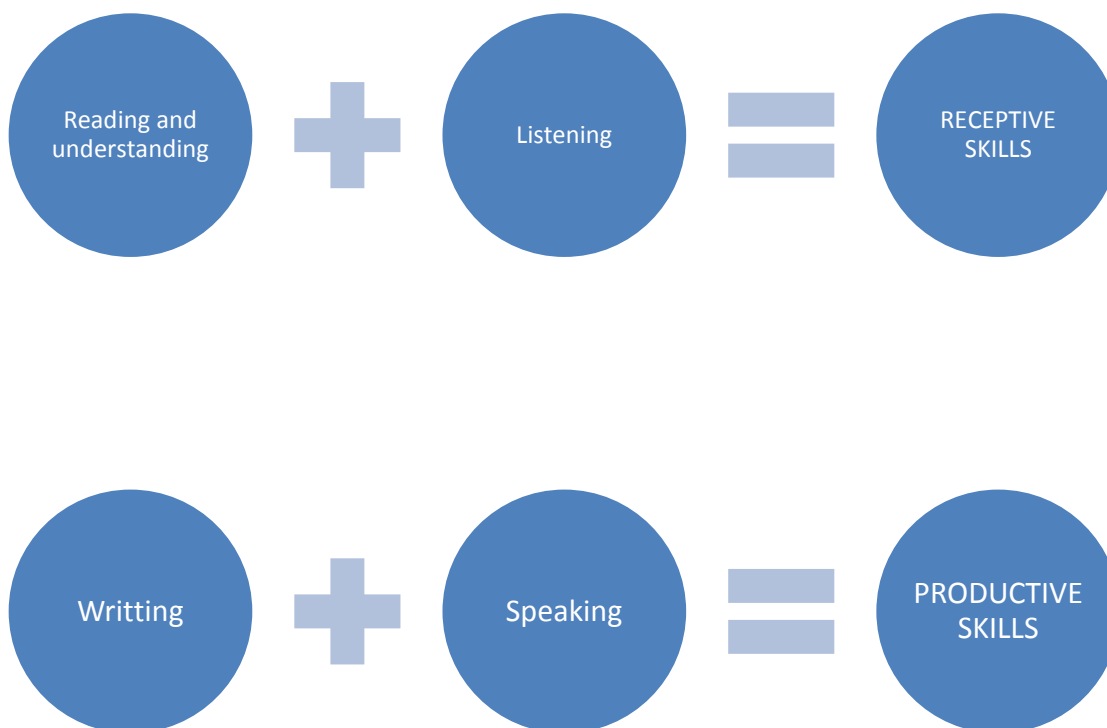 Reading and
understanding
Listening
RECEPTIVE
SKILLS
Writting
Speaking
PRODUCTIVE
SKILLS